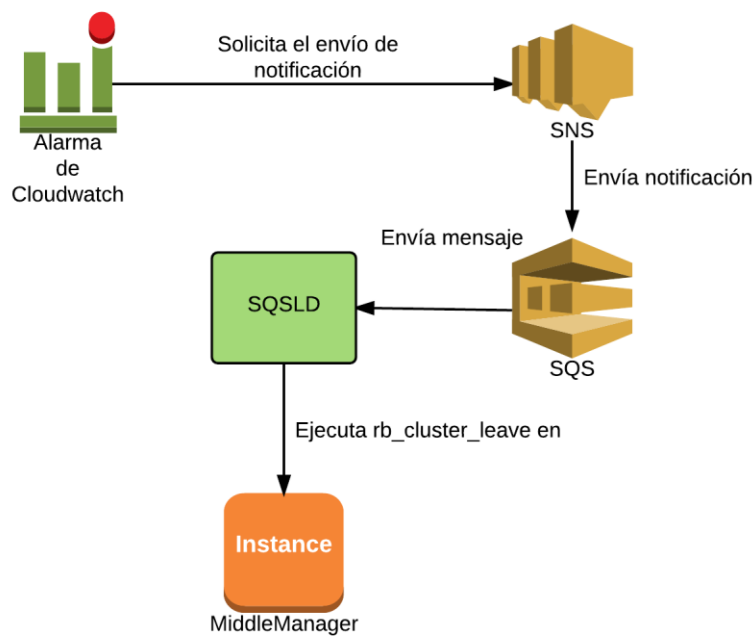 Solicita el envío de
notificación
Alarma
de
Cloudwatch
SNS
Envía notificación
Envía mensaje
SQSLD
SQS
Ejecuta rb_cluster_leave en
Instance
MiddleManager